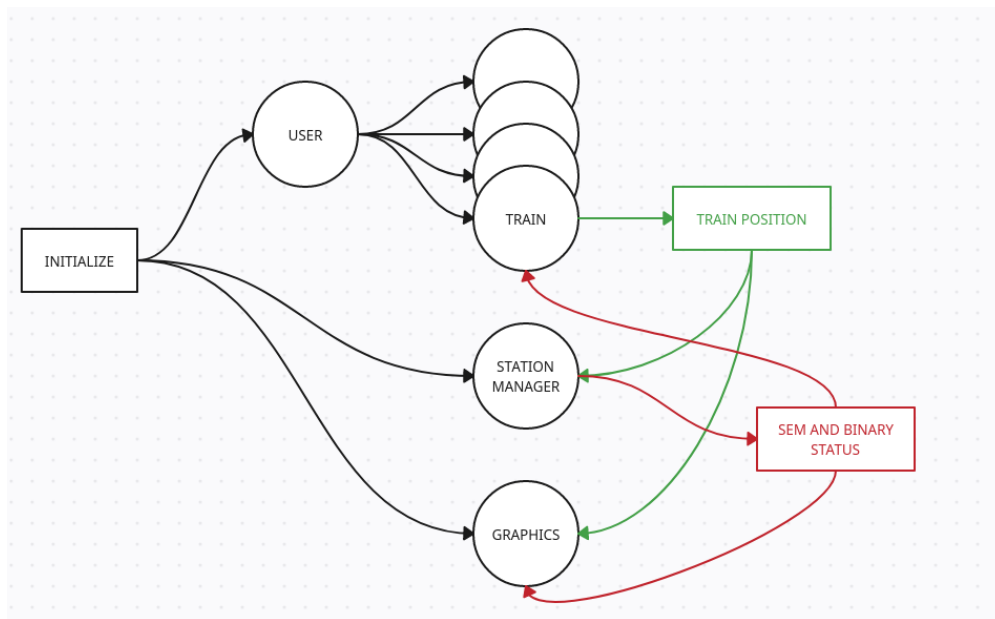 USER
TRAIN
TRAIN POSITION
INITIALIZE
STATION
MANAGER
SEM AND BINARY
STATUS
GRAPHICS